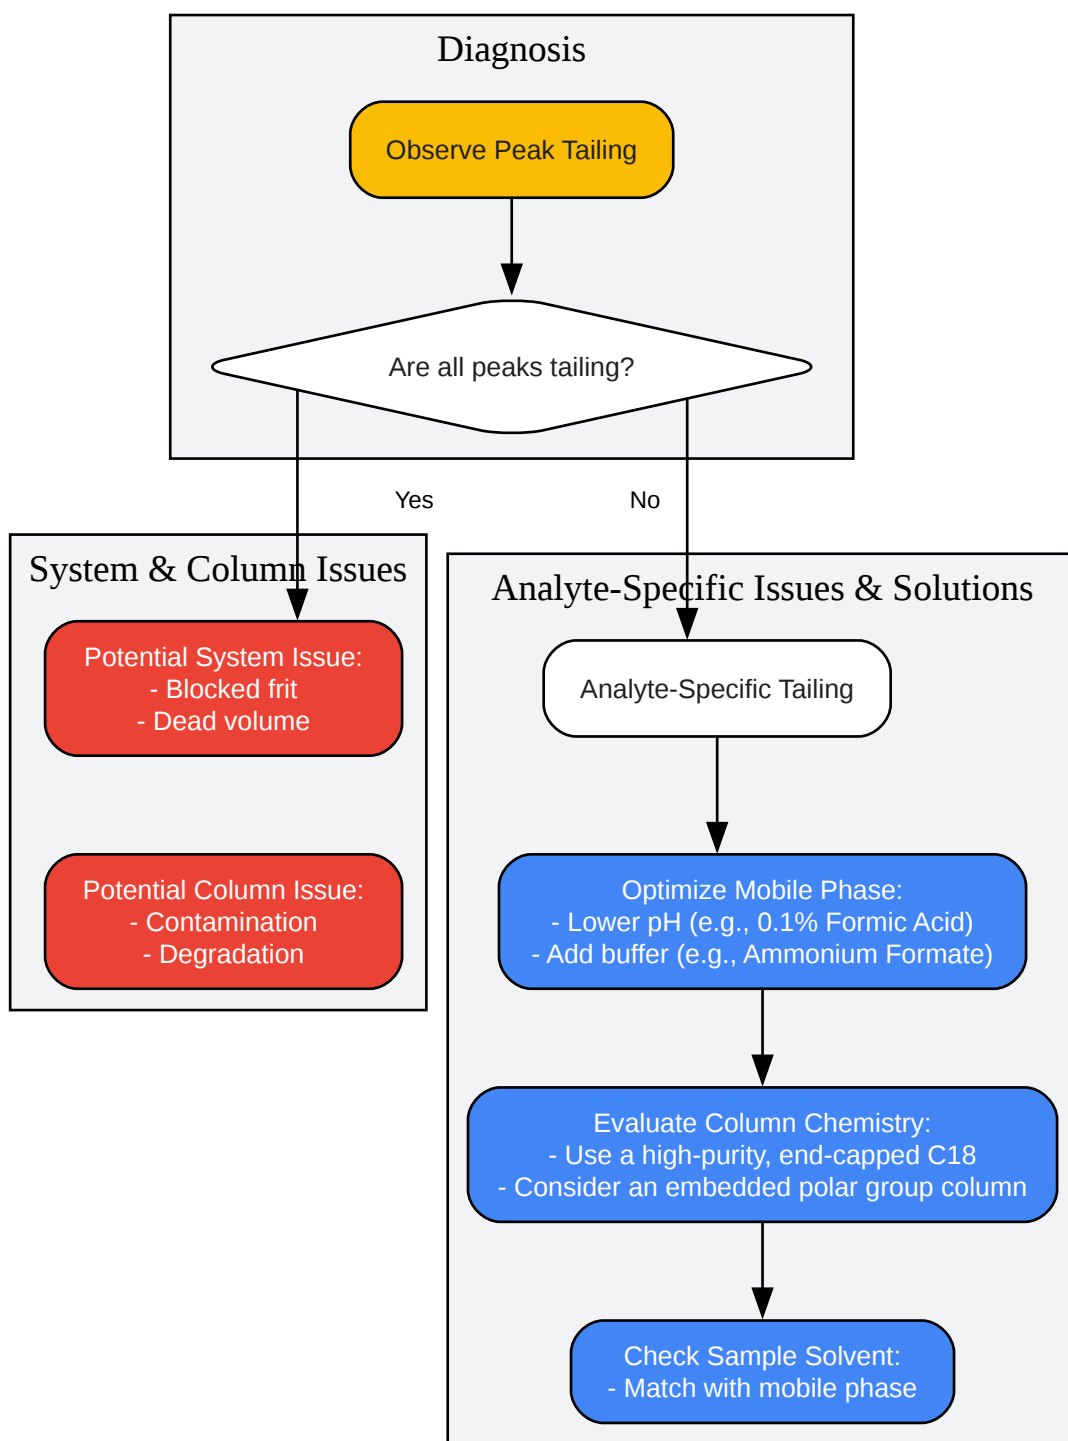 Diagnosis
Observe Peak Tailing
Are all peaks tailing?
Yes
No
System & Column Issues
Potential System Issue:
- Blocked frit
- Dead volume
Potential Column Issue:
- Contamination
- Degradation
Analyte-Specific Issues & Solutions
Analyte-Specific Tailing
Optimize Mobile Phase:
- Lower pH (e.g., 0.1% Formic Acid)
- Add buffer (e.g., Ammonium Formate)
Evaluate Column Chemistry:
- Use a high-purity, end-capped C18
- Consider an embedded polar group column
Check Sample Solvent:
- Match with mobile phase